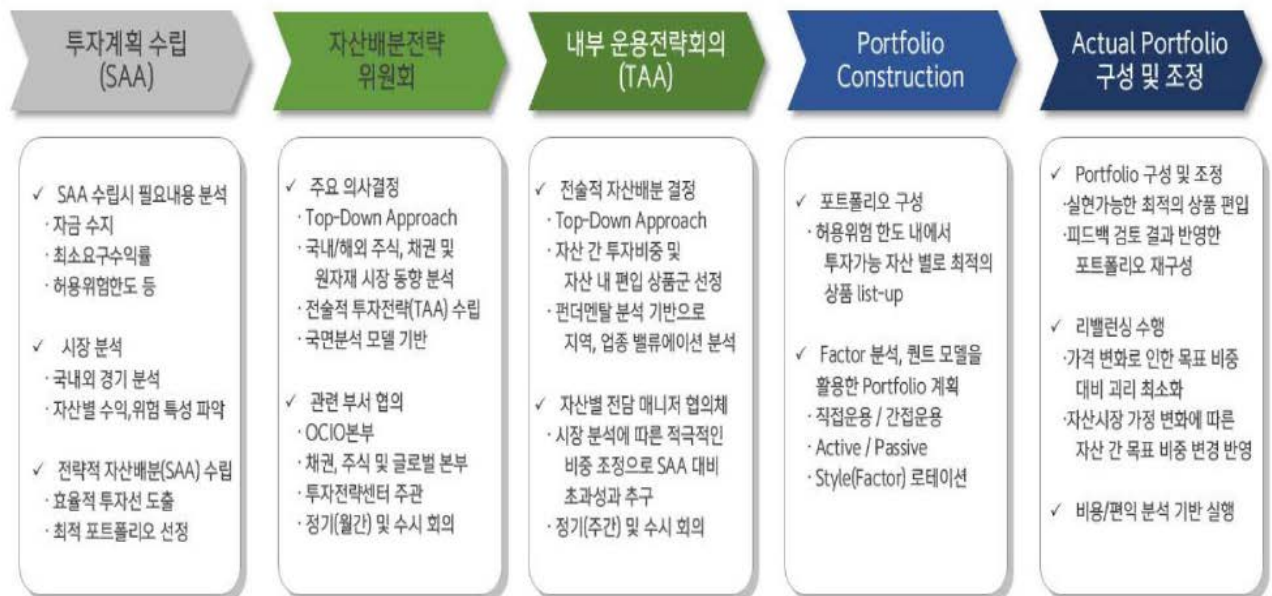 투자계획 수립
(SAA)
✓ SAA 수립시 필요내용 분석
· 자금 수지
· 최소요구수익률
· 허용위험한도 등
✓ 시장 분석
· 국내외 경기 분석
· 자산별 수익,위험 특성 파악
✓ 전략적 자산배분(SAA) 수립
· 효율적 투자선 도출
· 최적 포트폴리오 선정
자산배분전략
위원회
✓ 주요 의사결정
· Top-Down Approach
· 국내/해외 주식, 채권 및
원자재 시장 동향 분석
· 전술적 투자전략(TAA) 수립
· 국면분석 모델 기반
✓ 관련 부서 협의
· OCIO본부
· 채권, 주식 및 글로벌 본부
· 투자전략센터 주관
· 정기(월간) 및 수시 회의
내부 운용전략회의
(TAA)
✓ 전술적 자산배분 결정
· Top-Down Approach
· 자산 간 투자비중 및
자산 내 편입 상품군 선정
· 펀더멘탈 분석 기반으로
지역, 업종 밸류에이션 분석
✓ 자산별 전담 매니저 협의체
· 시장 분석에 따른 적극적인
비중 조정으로 SAA 대비
초과성과 추구
· 정기(주간) 및 수시 회의
Portfolio
Construction
✓ 포트폴리오 구성
· 허용위험 한도 내에서
투자가능 자산 별로 최적의
상품 list-up
✓ Factor 분석, 퀀트 모델을
활용한 Portfolio 계획
· 직접운용 / 간접운용
· Active / Passive
· Style(Factor) 로테이션
Actual Portfolio
구성 및 조정
✓ Portfolio 구성 및 조정
·실현가능한 최적의 상품 편입
·피드백 검토 결과 반영한
포트폴리오 재구성
✓ 리밸런싱 수행
·가격 변화로 인한 목표 비중
대비 괴리 최소화
·자산시장 가정 변화에 따른
자산 간 목표 비중 변경 반영
✓ 비용/편익 분석 기반 실행